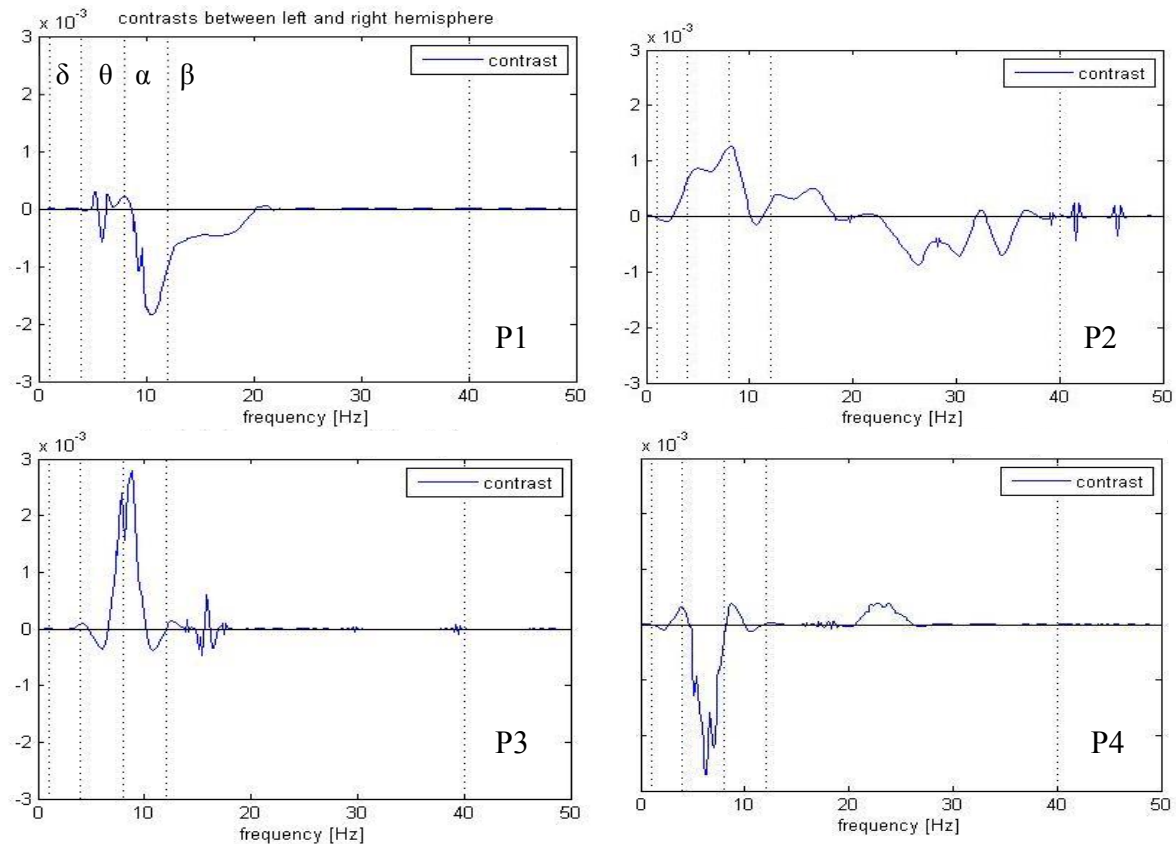 contrasts between left and right hemisphere
x 10-3
3
2
1
0
-1
-2
-3
δ θ α β
contrast
P1
0 10 20 30 40 50
frequency [Hz]
x 10-3
3
2
1
0
-1
-2
-3
contrast
P2
0 10 20 30 40 50
frequency [Hz]
x 10-3
3
2
1
0
-1
-2
-3
contrast
P3
0 10 20 30 40 50
frequency [Hz]
x 10-3
contrast
P4
0 10 20 30 40 50
frequency [Hz]